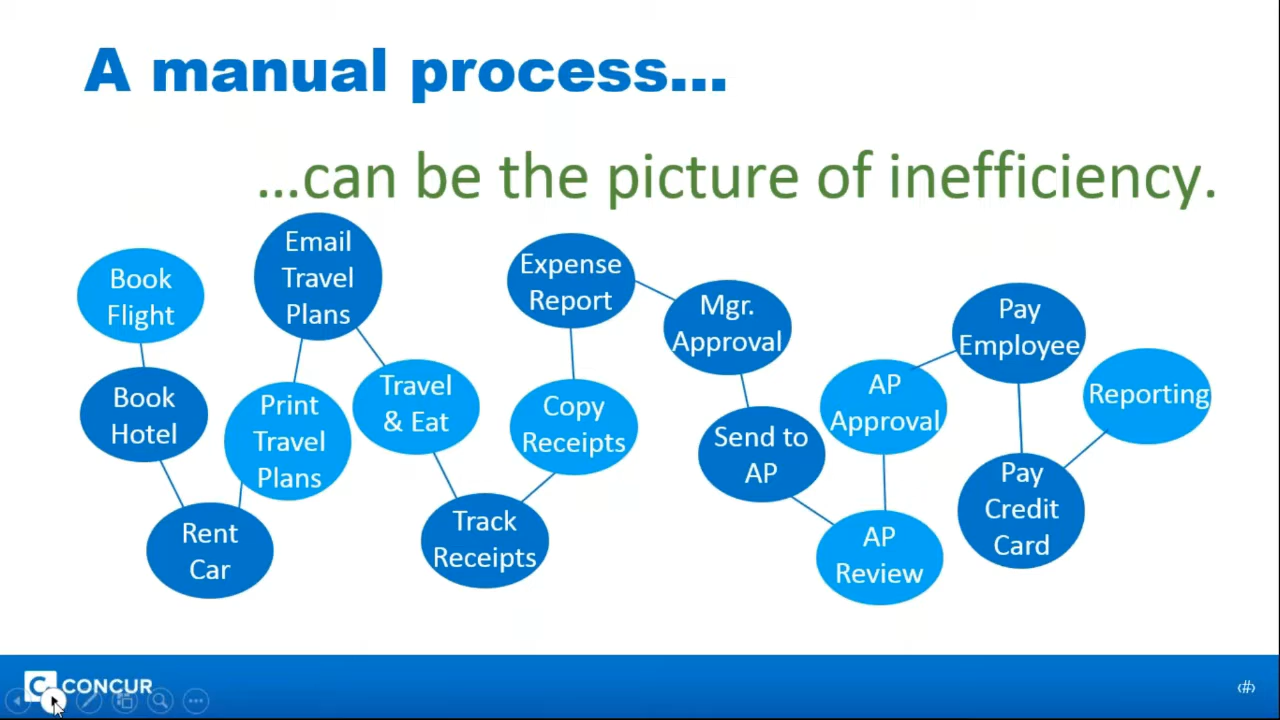 A manual process...
...can be the picture of inefficiency.
Book
Flight
Book
Hotel
Rent
Car
Print
Travel
Plans
Email
Travel
Plans
Travel
& Eat
Track
Receipts
Copy
Receipts
Expense
Report
Mgr.
Approval
Send to
AP
AP
Review
AP
Approval
Pay
Employee
Pay
Credit
Card
Reporting
C. CONCUR
‹#›